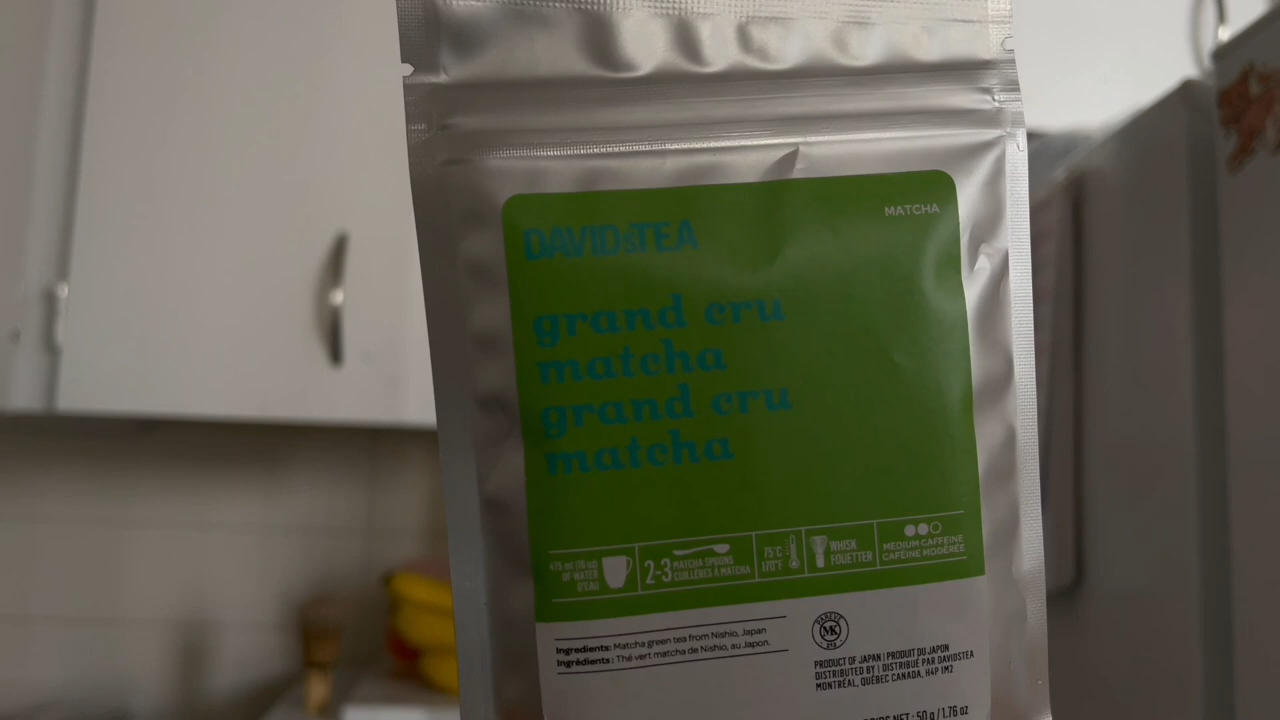 MATCHA
DAVIDsTEA
grand cru
matcha
grand cru
matcha
475 ml (16 oz)
OF WATER
D'EAU
2-3 MATCHA SPOONS
CUILLÈRES À MATCHA
75°C
170°F
WHISK
FOUETTER
MEDIUM CAFFEINE
CAFÉINE MODÉRÉE
Ingredients: Matcha green tea from Nishio, Japan
Ingrédients : Thé vert matcha de Nishio, au Japon.
PAREVE
MK
PRODUCT OF JAPAN | PRODUIT DU JAPON
DISTRIBUTED BY | DISTRIBUÉ PAR DAVIDSTEA
MONTRÉAL, QUÉBEC CANADA, H4P 1M2
NET : 50 g / 1.76 oz